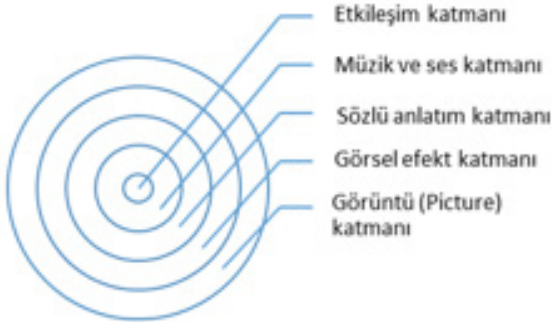 Etkileşim katmanı
Müzik ve ses katmanı
Sözlü anlatım katmanı
Görsel efekt katmanı
Görüntü (Picture)
katmanı